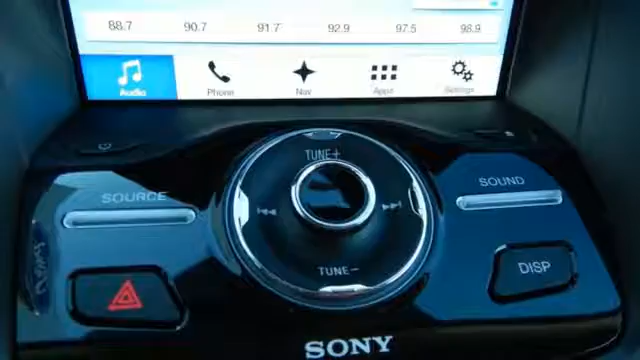 88.7 90.7 91.7 92.9 97.5 98.9
Audio Phone Nav Apps Settings
TUNE+
SOURCE SOUND
TUNE-
DISP
SONY